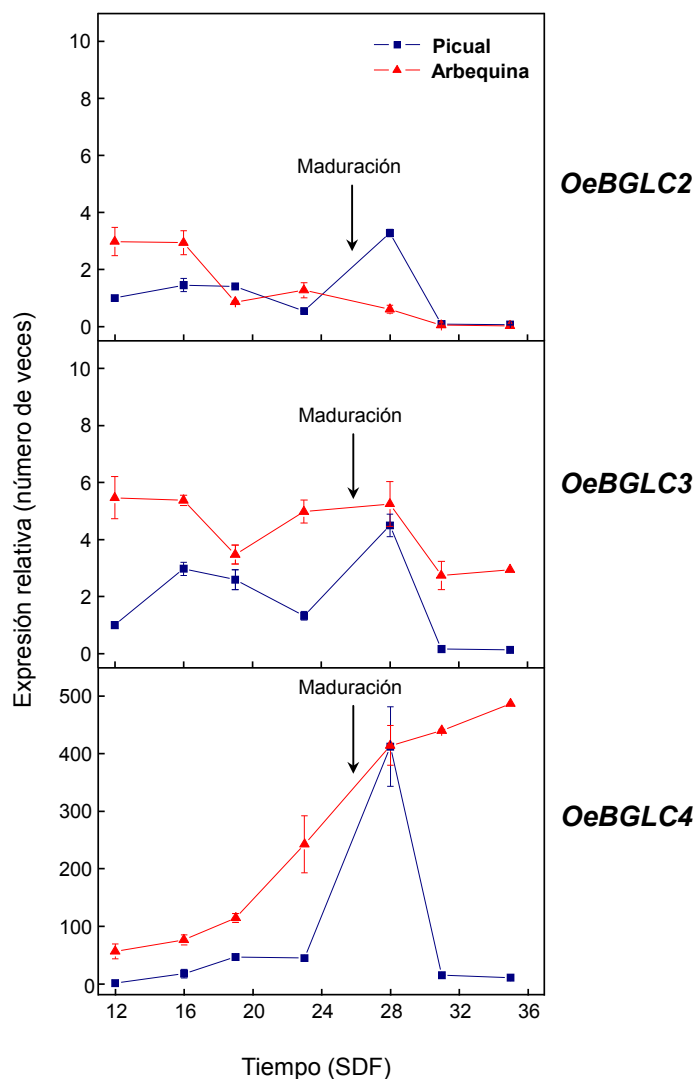 Picual
Arbequina
10
8
6
4
2
0
Maduración
OeBGLC2
10
8
6
4
2
0
Maduración
OeBGLC3
500
400
300
200
100
0
Maduración
OeBGLC4
12 16 20 24 28 32 36
Tiempo (SDF)
Expresión relativa (número de veces)